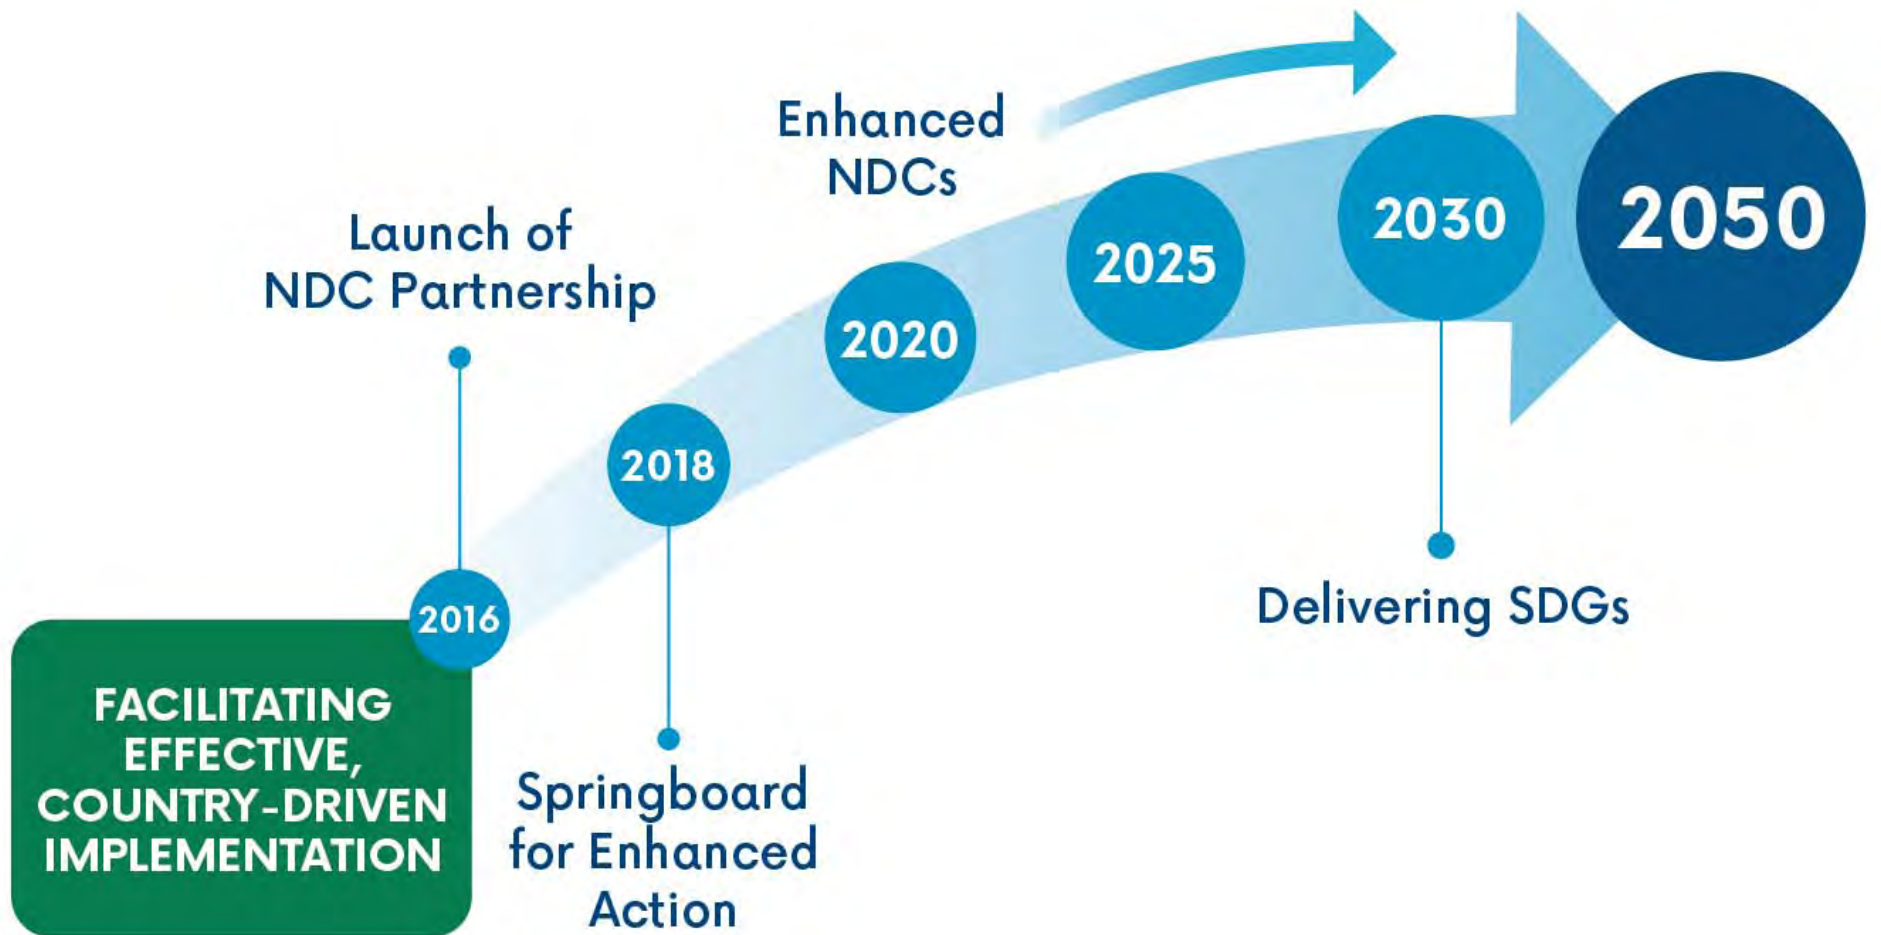 Enhanced
NDCs
Launch of
NDC Partnership
2016
2018
2020
2025
2030
2050
FACILITATING
EFFECTIVE,
COUNTRY-DRIVEN
IMPLEMENTATION
Springboard
for Enhanced
Action
Delivering SDGs